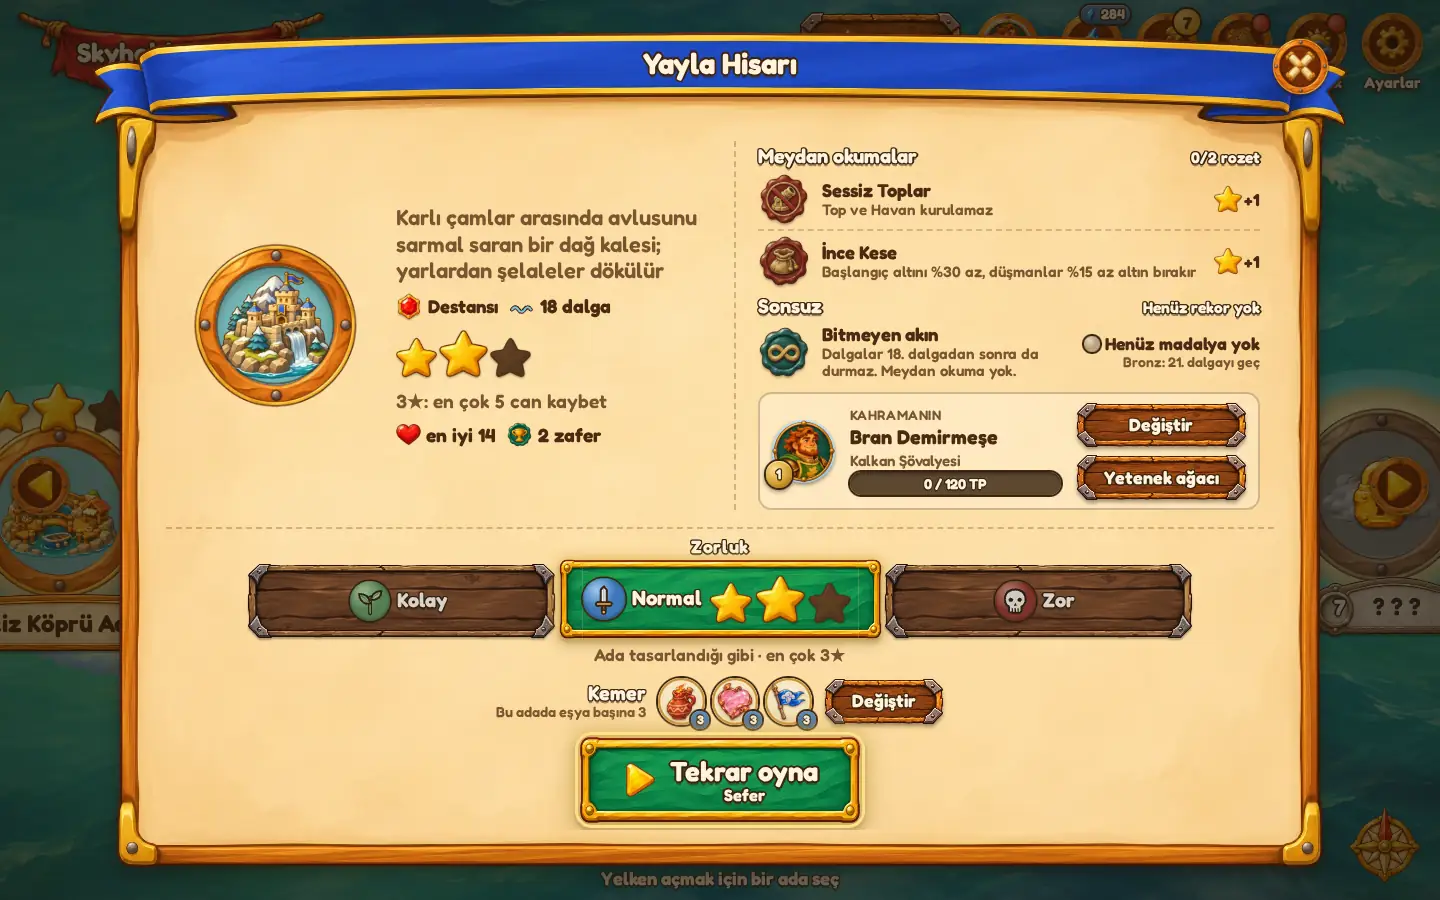 284
7
Ayarlar
Yayla Hisarı
Karlı çamlar arasında avlusunu
sarmal saran bir dağ kalesi;
yarlardan şelaleler dökülür
Destansı 18 dalga
3★: en çok 5 can kaybet
en iyi 14 2 zafer
Meydan okumalar 0/2 rozet
Sessiz Toplar
Top ve Havan kurulamaz
+1
İnce Kese
Başlangıç altını %30 az, düşmanlar %15 az altın bırakır
+1
Sonsuz Henüz rekor yok
Bitmeyen akın
Dalgalar 18. dalgadan sonra da
durmaz. Meydan okuma yok.
Henüz madalya yok
Bronz: 21. dalgayı geç
KAHRAMANIN
Bran Demirmeşe
Kalkan Şövalyesi
1
0 / 120 TP
Değiştir
Yetenek ağacı
Zorluk
Kolay
Normal
Zor
Ada tasarlandığı gibi · en çok 3★
Kemer
Bu adada eşya başına 3
3
3
3
Değiştir
Tekrar oyna
Sefer
Köprü
7 ???
Yelken açmak için bir ada seç